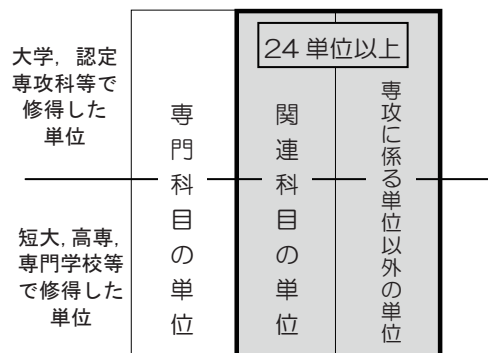 大学，認定
専攻科等で
修得した
単位
短大，高専，
専門学校等
で修得した
単位
専門科目の単位
24単位以上
関連科目の単位
専攻に係る単位以外の単位